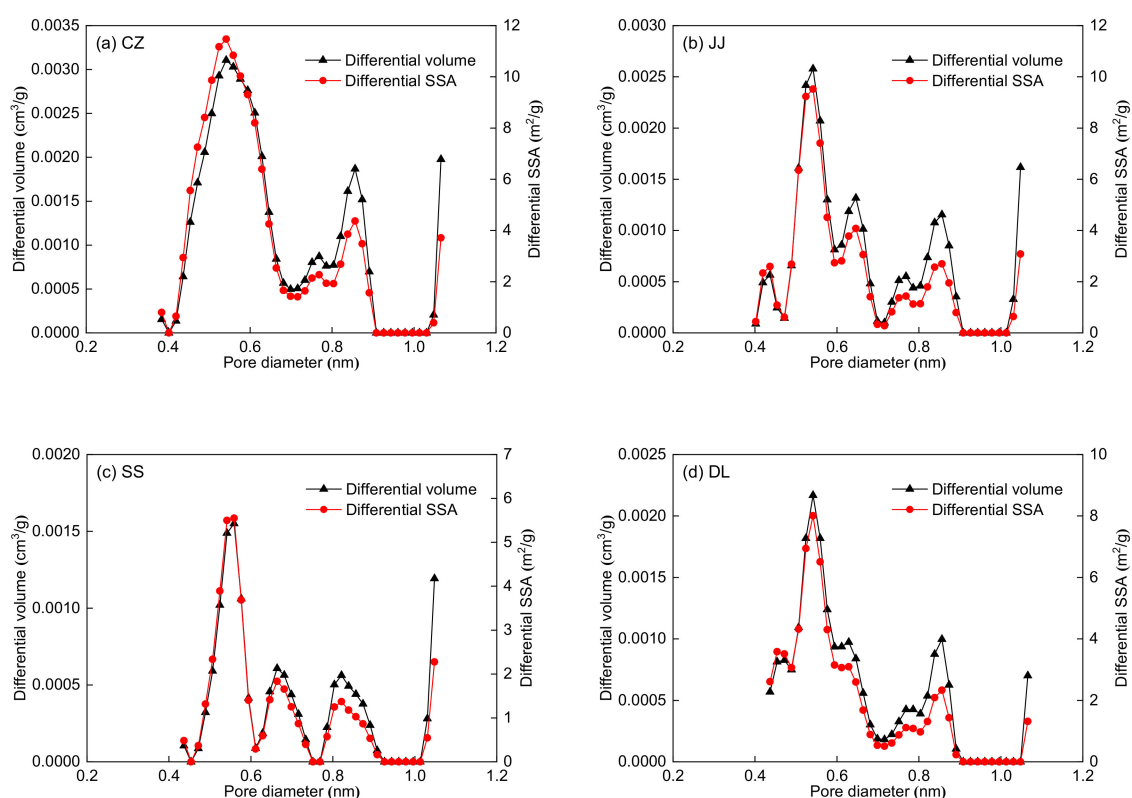 (a) CZ
Differential volume
Differential SSA
Differential volume (cm³/g)
0.0035
0.0030
0.0025
0.0020
0.0015
0.0010
0.0005
0.0000
12
10
8
6
4
2
0
Differential SSA (m²/g)
0.2 0.4 0.6 0.8 1.0 1.2
Pore diameter (nm)
(b) JJ
Differential volume
Differential SSA
Differential volume (cm³/g)
0.0030
0.0025
0.0020
0.0015
0.0010
0.0005
0.0000
12
10
8
6
4
2
0
Differential SSA (m²/g)
0.2 0.4 0.6 0.8 1.0 1.2
Pore diameter (nm)
(c) SS
Differential volume
Differential SSA
Differential volume (cm³/g)
0.0020
0.0015
0.0010
0.0005
0.0000
7
6
5
4
3
2
1
0
Differential SSA (m²/g)
0.2 0.4 0.6 0.8 1.0 1.2
Pore diameter (nm)
(d) DL
Differential volume
Differential SSA
Differential volume (cm³/g)
0.0025
0.0020
0.0015
0.0010
0.0005
0.0000
10
8
6
4
2
0
Differential SSA (m²/g)
0.2 0.4 0.6 0.8 1.0 1.2
Pore diameter (nm)